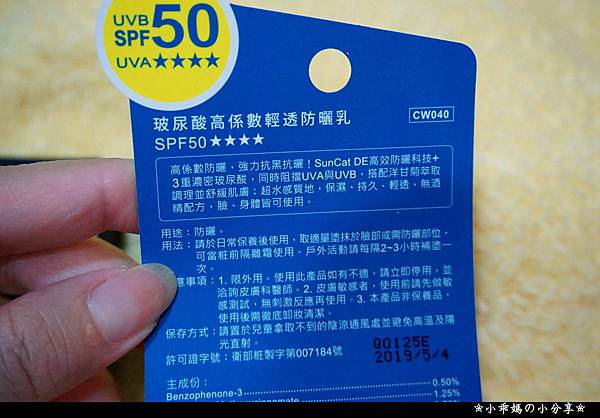 UVB
SPF50
UVA★★★★
玻尿酸高係數輕透防曬乳
CW040
SPF50★★★★
高係數防曬，強力抗黑抗曬！SunCat DE高效防曬科技+
3重濃密玻尿酸，同時阻擋UVA與UVB，搭配洋甘菊萃取
調理並舒緩肌膚；超水感質地，保濕、持久、輕透，無酒
精配方，臉、身體皆可使用。
用途：防曬。
用法：請於日常保養後使用，取適量塗抹於臉部或需防曬部位，
可當粧前隔離霜使用。戶外活動請每隔2~3小時補塗一
次。
意事項：1. 限外用。使用此產品如有不適，請立即停用，並
洽詢皮膚科醫師。2. 皮膚敏感者，使用前請先做敏
感測試，無刺激反應再使用。3. 本產品非保養品，
使用後需徹底卸妝清潔。
保存方式：請置於兒童拿取不到的陰涼通風處並避免高溫及陽
光直射。
許可證字號：衛部粧製字第007184號
Q0125E
2019/5/4
主成份：
Benzophenone-3 0.50%
1.25%
★小乖媽の小分享★